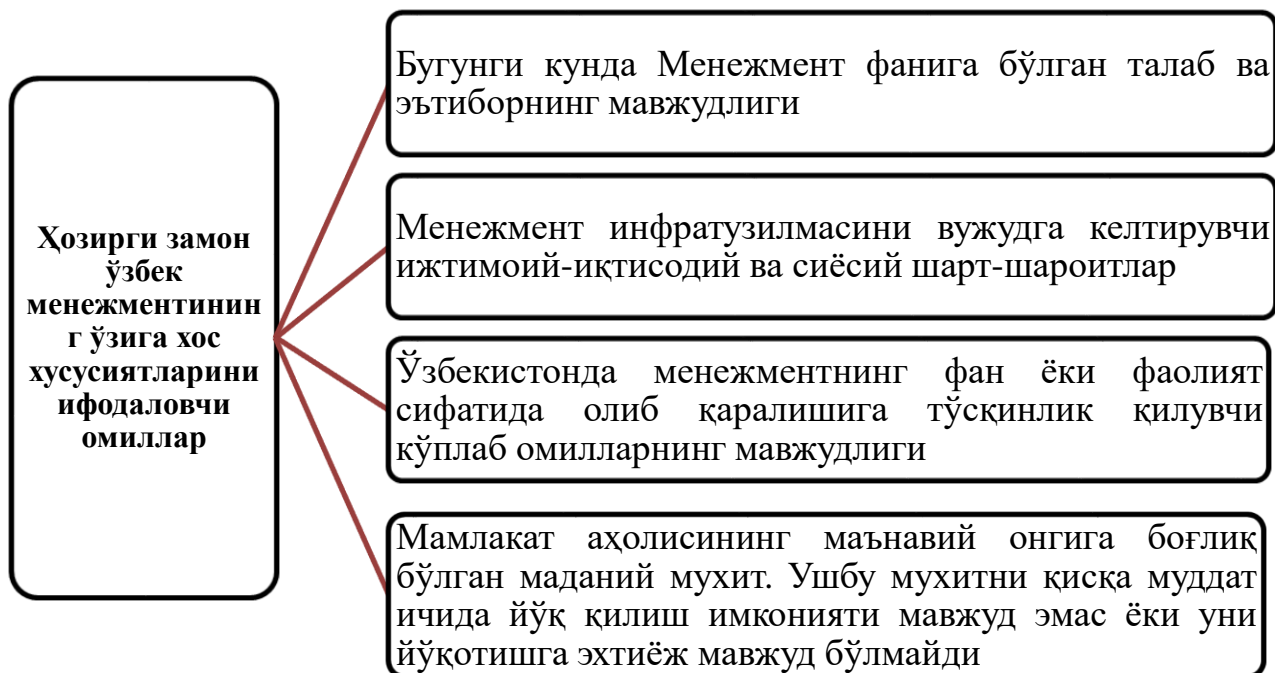 Ҳозирги замон
ўзбек
менежментинин
г ўзига хос
хусусиятларини
ифодаловчи
омиллар
Бугунги кунда Менежмент фанига бўлган талаб ва
эътиборнинг мавжудлиги
Менежмент инфратузилмасини вужудга келтирувчи
ижтимоий-иқтисодий ва сиёсий шарт-шароитлар
Ўзбекистонда менежментнинг фан ёки фаолият
сифатида олиб қаралишига тўсқинлик қилувчи
кўплаб омилларнинг мавжудлиги
Мамлакат аҳолисининг маънавий онгига боғлиқ
бўлган маданий мухит. Ушбу мухитни қисқа муддат
ичида йўқ қилиш имконияти мавжуд эмас ёки уни
йўқотишга эхтиёж мавжуд бўлмайди